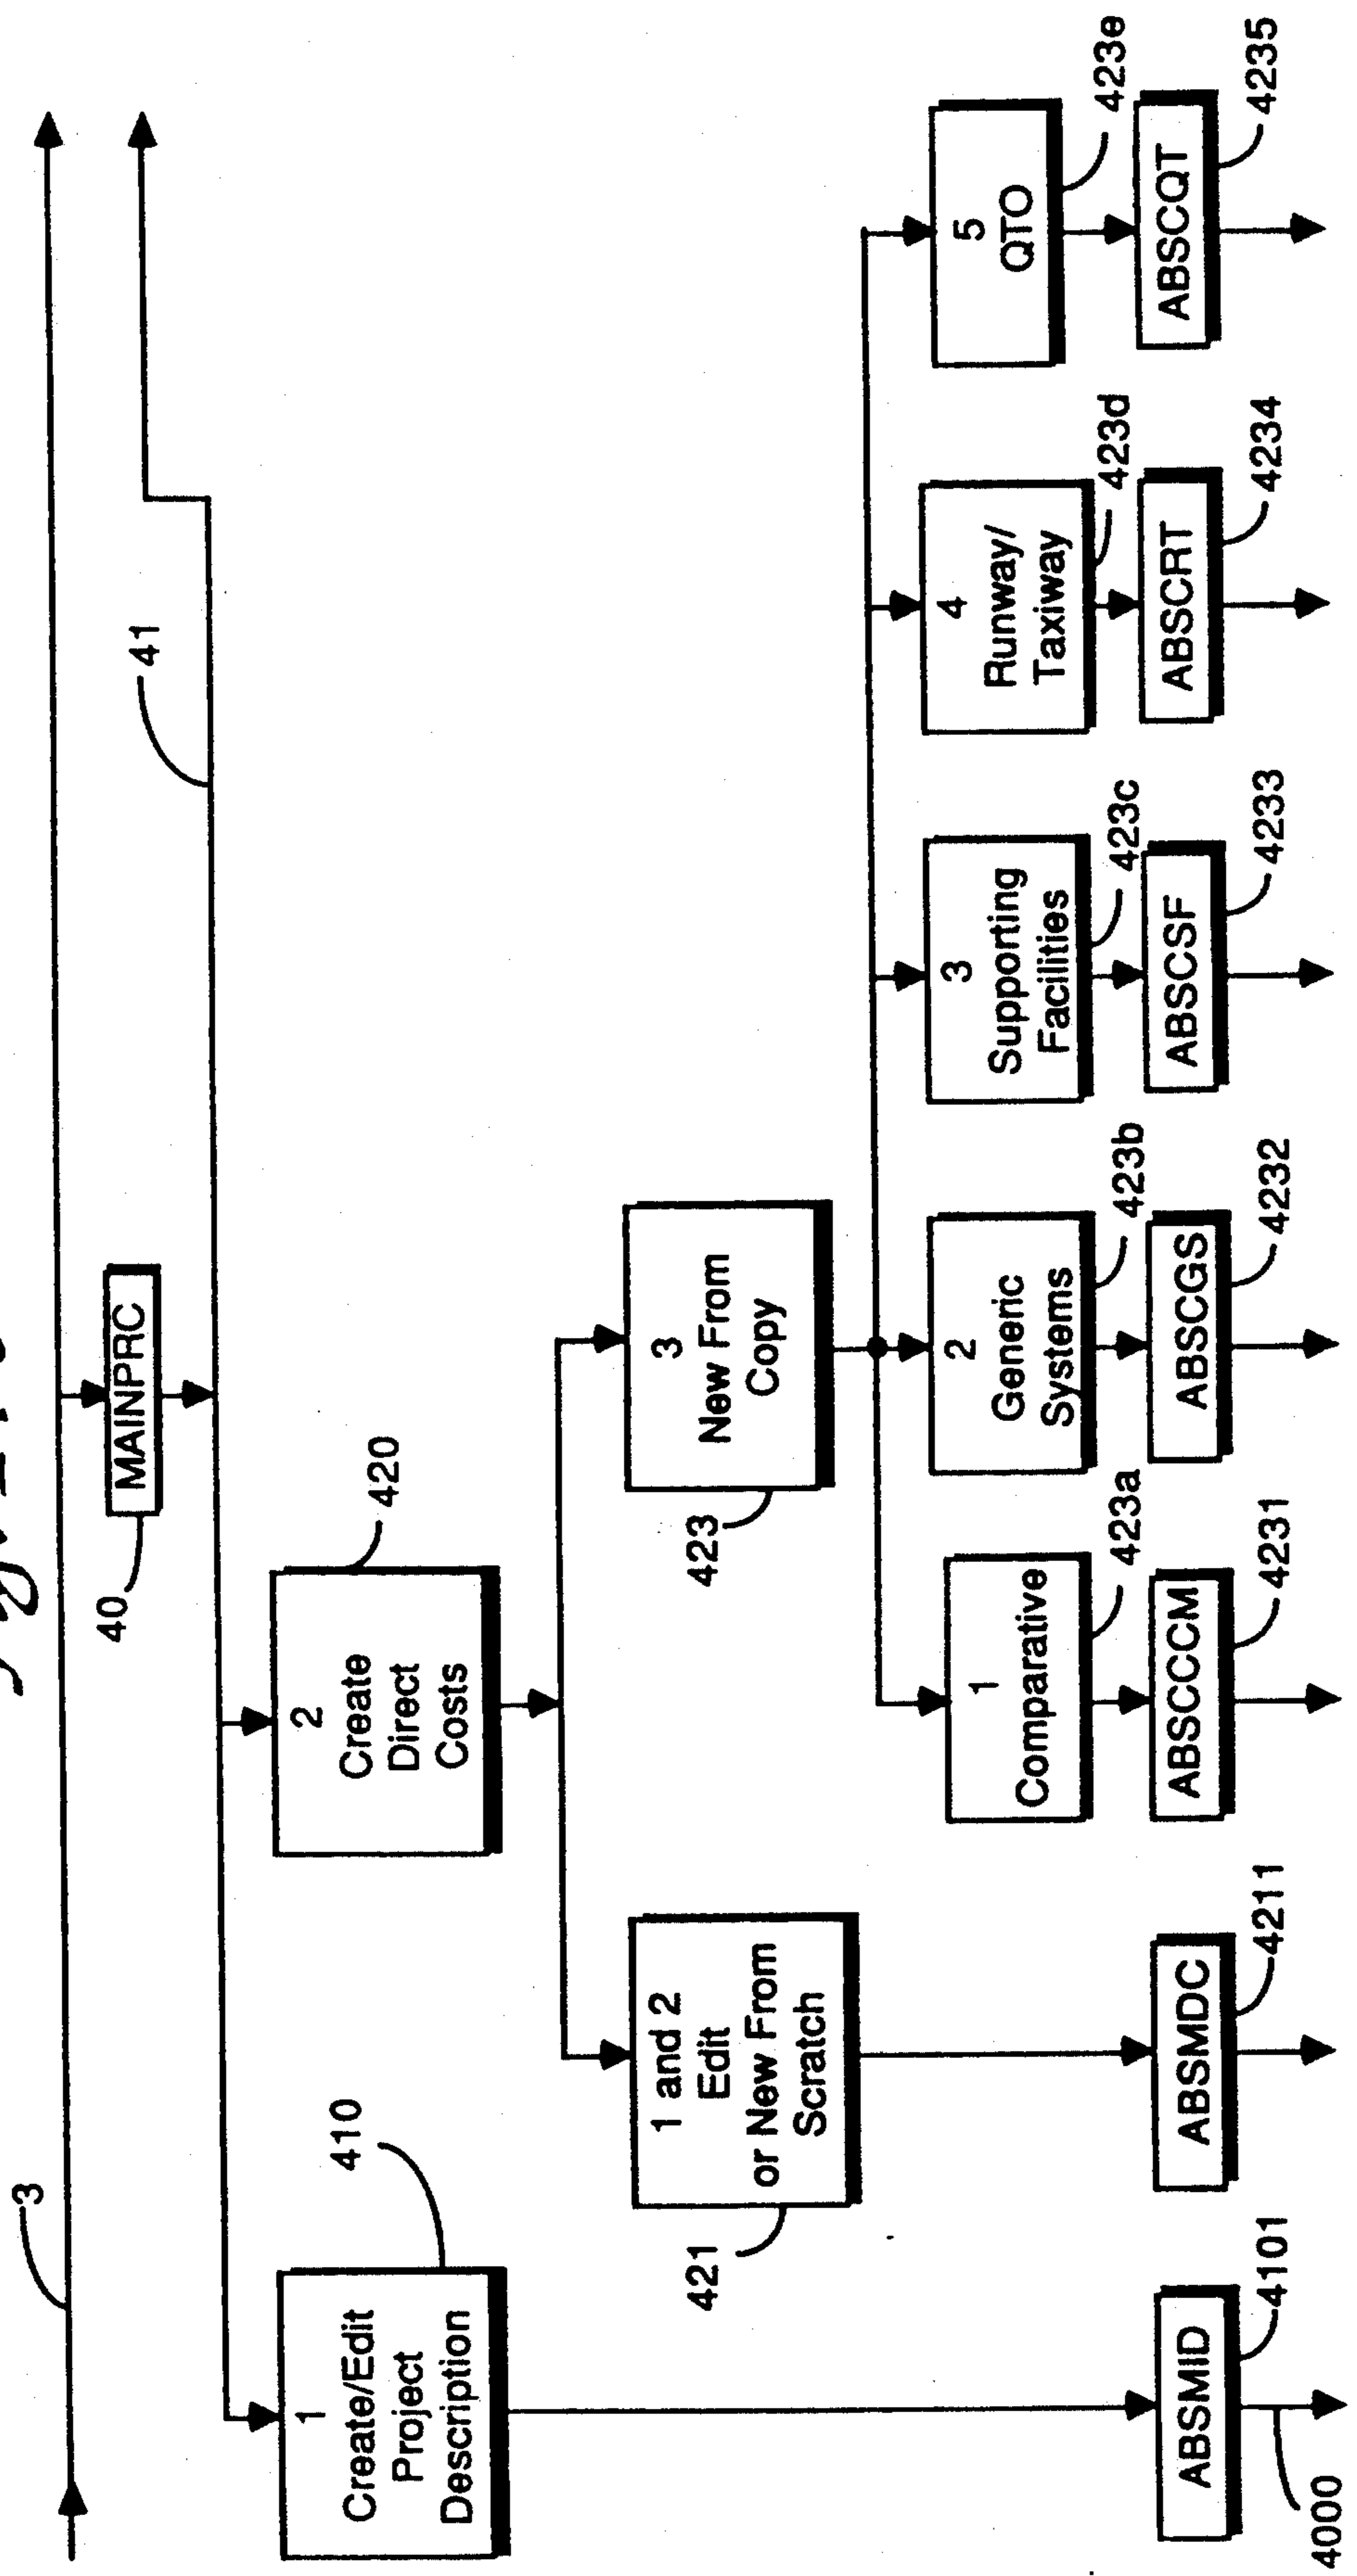 3
40
MAINPRC
41
1
Create/Edit
Project
Description
410
2
Create
Direct
Costs
420
1 and 2
Edit
or New From
Scratch
421
3
New From
Copy
423
1
Comparative
423a
2
Generic
Systems
423b
3
Supporting
Facilities
423c
4
Runway/
Taxiway
423d
5
QTO
423e
ABSMID
4101
4000
ABSMDC
4211
ABSCCCM
4231
ABSCGS
4232
ABSCSF
4233
ABSCRT
4234
ABSCQT
4235